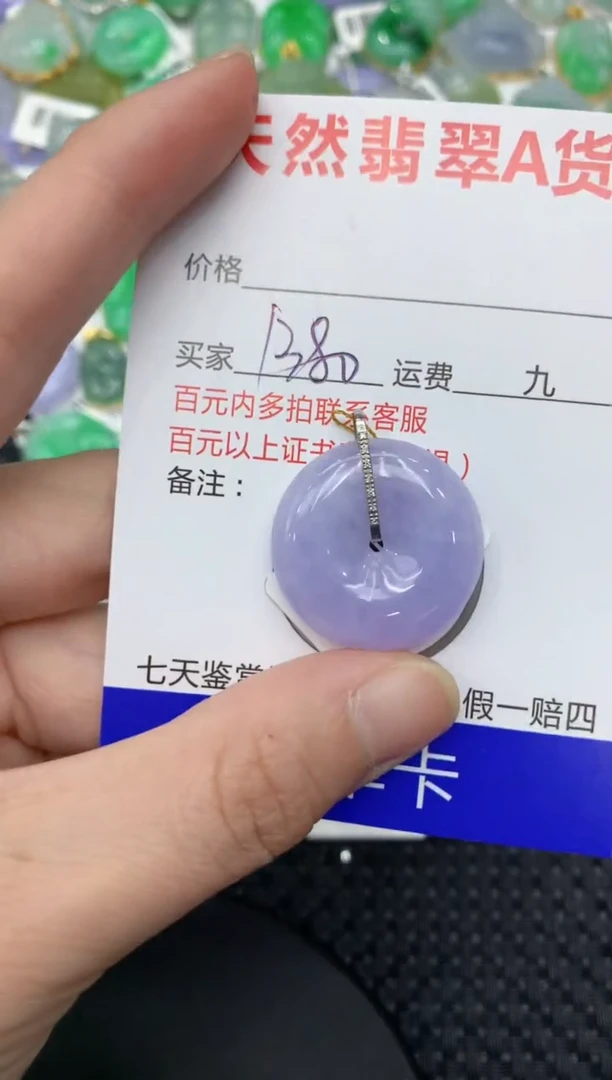 天然翡翠A货
价格
买家 1380 运费 九
百元内多拍联系客服
百元以上证书
备注：
七天鉴赏 假一赔四
卡